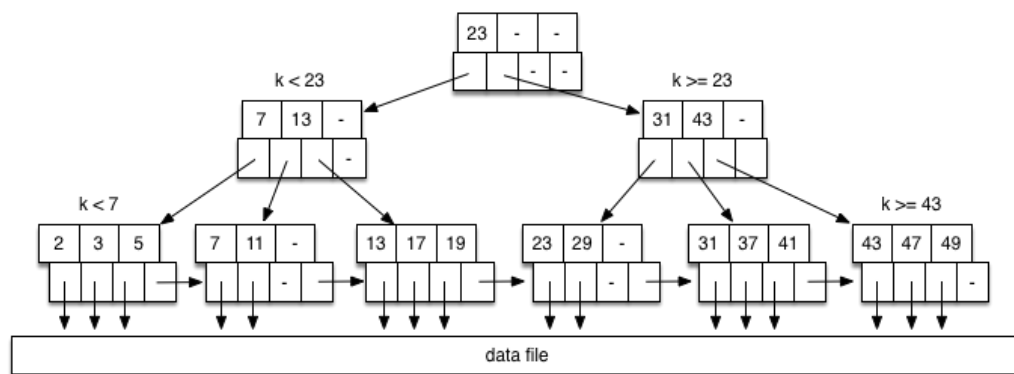 23 - -
- -
k < 23 k >= 23
7 13 - 31 43 -
-
k < 7 k >= 43
2 3 5 7 11 - 13 17 19 23 29 - 31 37 41 43 47 49
- - -
data file